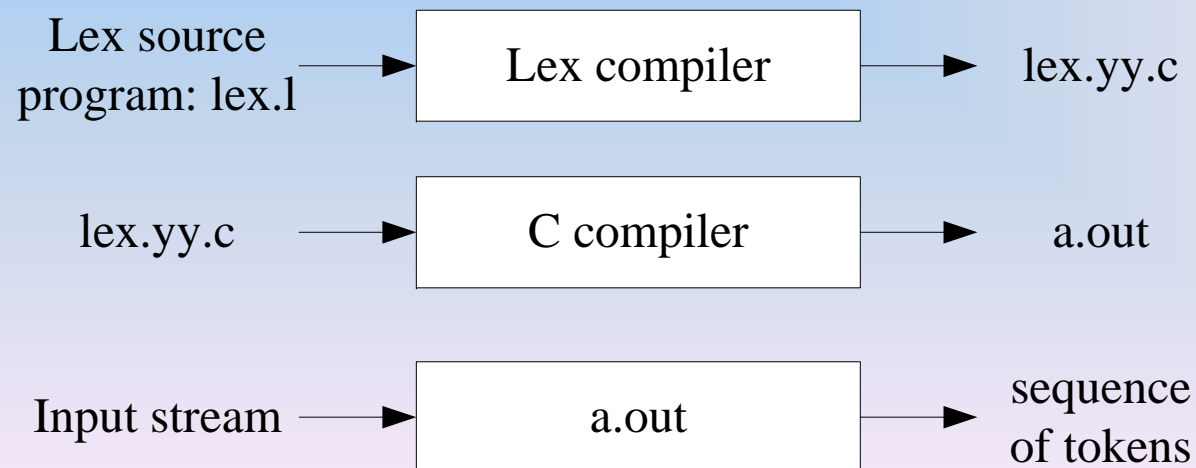 Lex source
program: lex.l
Lex compiler
lex.yy.c
lex.yy.c
C compiler
a.out
Input stream
a.out
sequence
of tokens